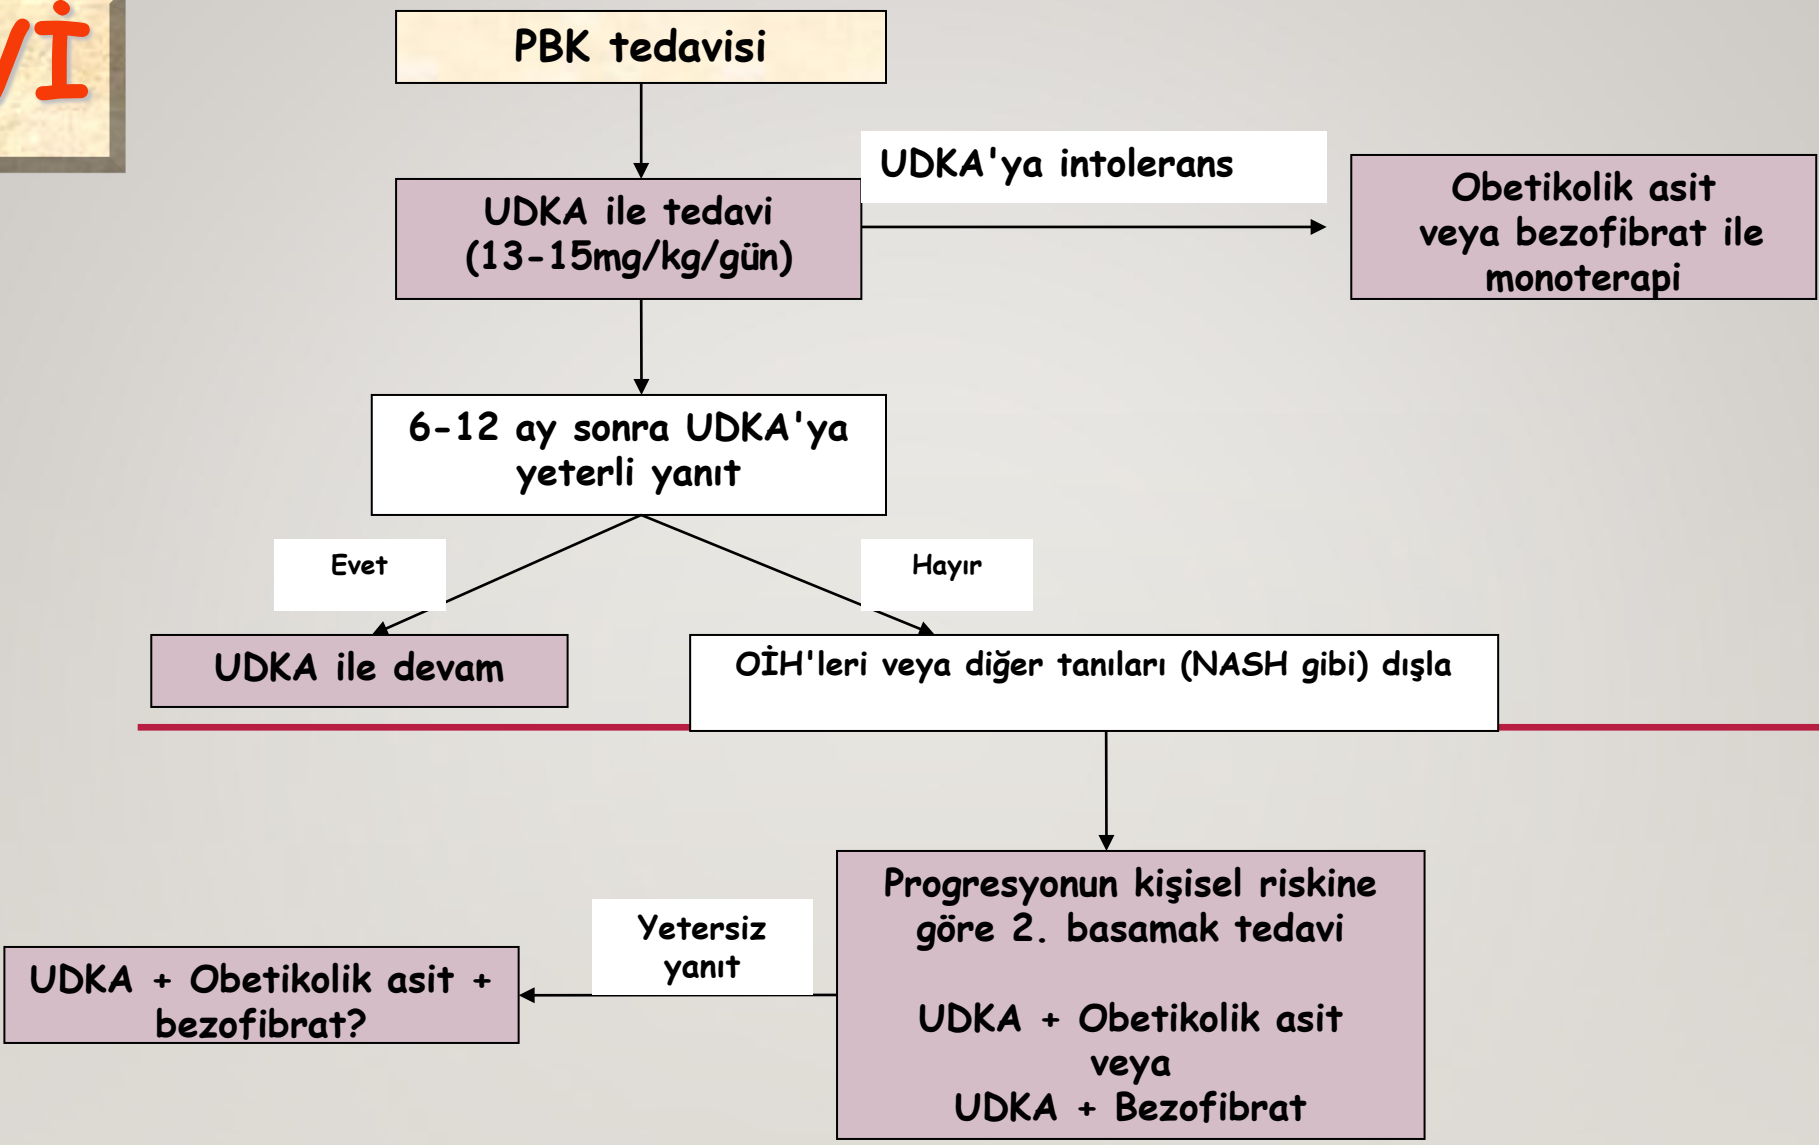 Vİ
PBK tedavisi
UDKA'ya intolerans
UDKA ile tedavi
(13-15mg/kg/gün)
Obetikolik asit
veya bezofibrat ile
monoterapi
6-12 ay sonra UDKA'ya
yeterli yanıt
Evet
Hayır
UDKA ile devam
OİH'leri veya diğer tanıları (NASH gibi) dışla
Progresyonun kişisel riskine
göre 2. basamak tedavi
UDKA + Obetikolik asit
veya
UDKA + Bezofibrat
Yetersiz
yanıt
UDKA + Obetikolik asit +
bezofibrat?